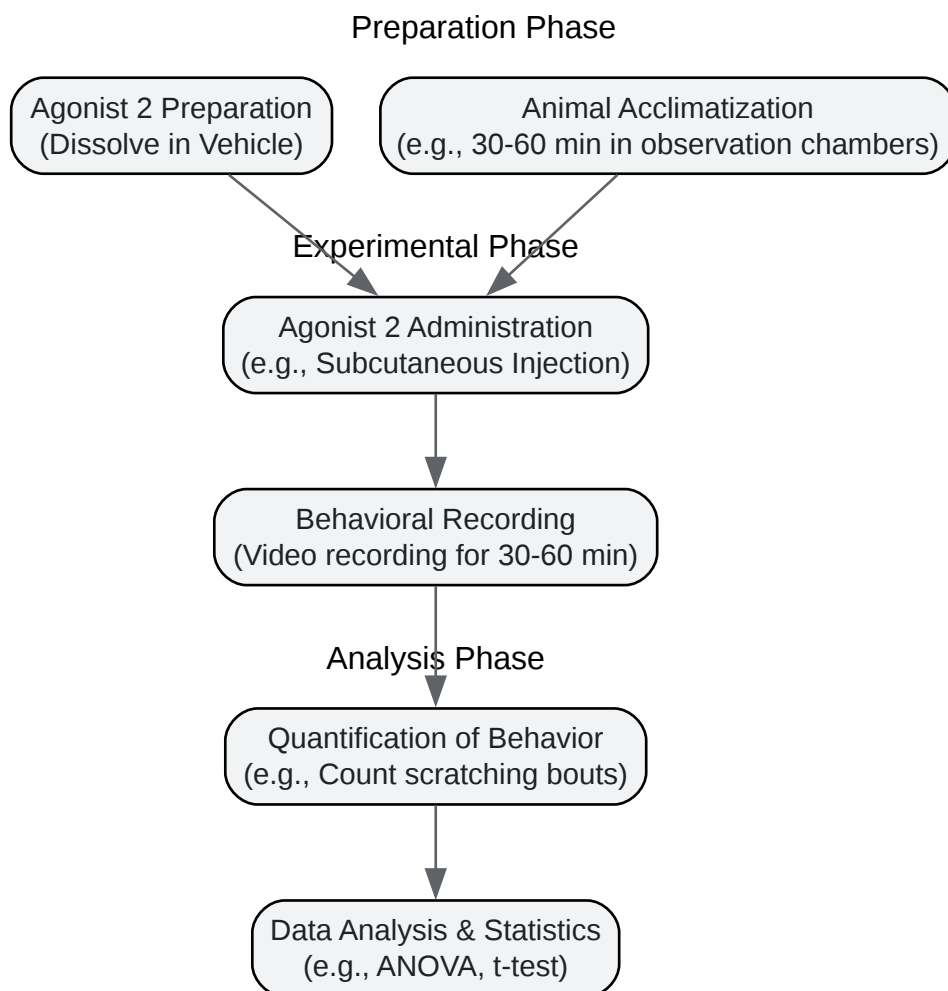 Preparation Phase
Agonist 2 Preparation
(Dissolve in Vehicle)
Animal Acclimatization
(e.g., 30-60 min in observation chambers)
Experimental Phase
Agonist 2 Administration
(e.g., Subcutaneous Injection)
Behavioral Recording
(Video recording for 30-60 min)
Analysis Phase
Quantification of Behavior
(e.g., Count scratching bouts)
Data Analysis & Statistics
(e.g., ANOVA, t-test)